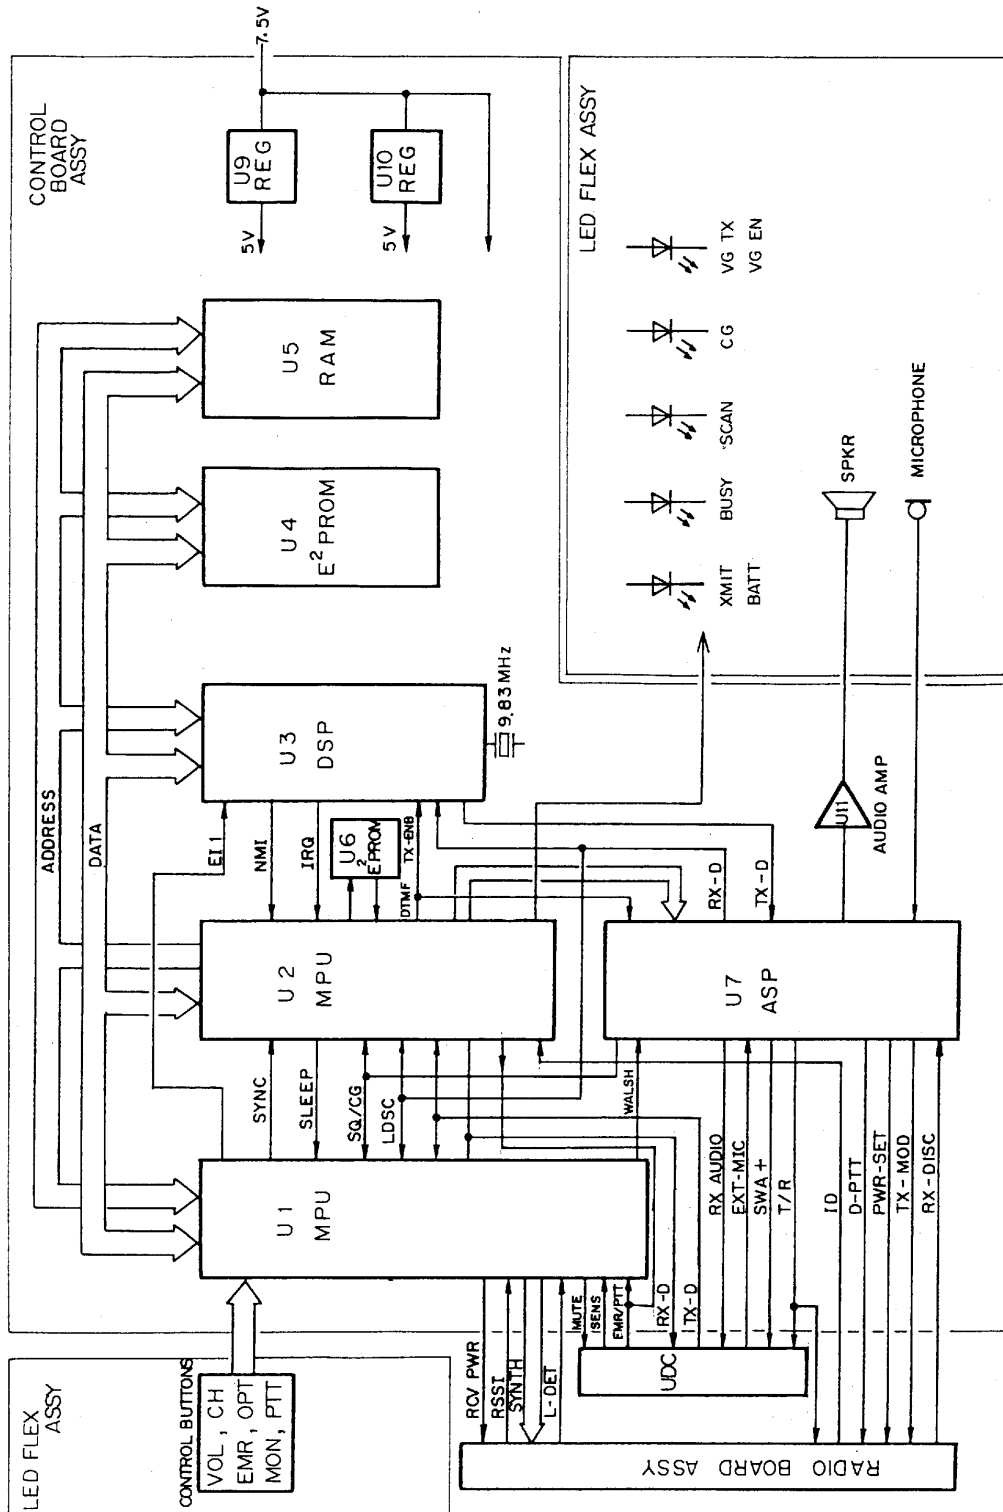 CONTROL
BOARD
ASSY
7.5V
U9
REG
5V
U10
REG
5V
LED FLEX ASSY
VG TX
VG EN
CG
SCAN
BUSY
XMIT
BATT
SPKR
MICROPHONE
U5
RAM
U4
E2PROM
U3
DSP
9.83MHz
ADDRESS
DATA
EI1
NMI
IRQ
U6
E2PROM
DTMF
TX-ENB
RX-D
TX-D
U11
AUDIO AMP
U2
MPU
U7
ASP
SYNC
SLEEP
SQ/CG
LDSC
WALSH
RX AUDIO
EXT-MIC
SWA+
T/R
ID
D-PTT
PWR-SET
TX-MOD
RX-DISC
U1
MPU
MUTE
ISENS
EMR/PTT
RX-D
TX-D
UDC
RCV PWR
RSSI
SYNTH
L-DET
LED FLEX
ASSY
CONTROL BUTTONS
VOL, CH
EMR, OPT
MON, PTT
RADIO BOARD ASSY